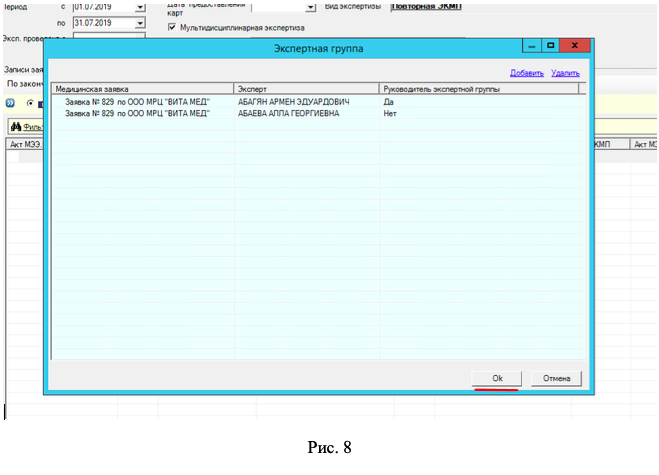 Период с 01.07.2019 Дата предоставления карт Вид экспертизы Повторная ЭКМП
по 31.07.2019 Мультидисциплинарная экспертиза
Эксп. прове
Записи зая
По закон
Филь
Акт МЭЭ. КМП Акт МЭ
Экспертная группа
Добавить Удалить
Медицинская заявка Эксперт Руководитель экспертной группы
Заявка № 829 по ООО МРЦ "ВИТА МЕД" АБАГЯН АРМЕН ЭДУАРДОВИЧ Да
Заявка № 829 по ООО МРЦ "ВИТА МЕД" АБАЕВА АЛЛА ГЕОРГИЕВНА Нет
Ok Отмена
Рис. 8